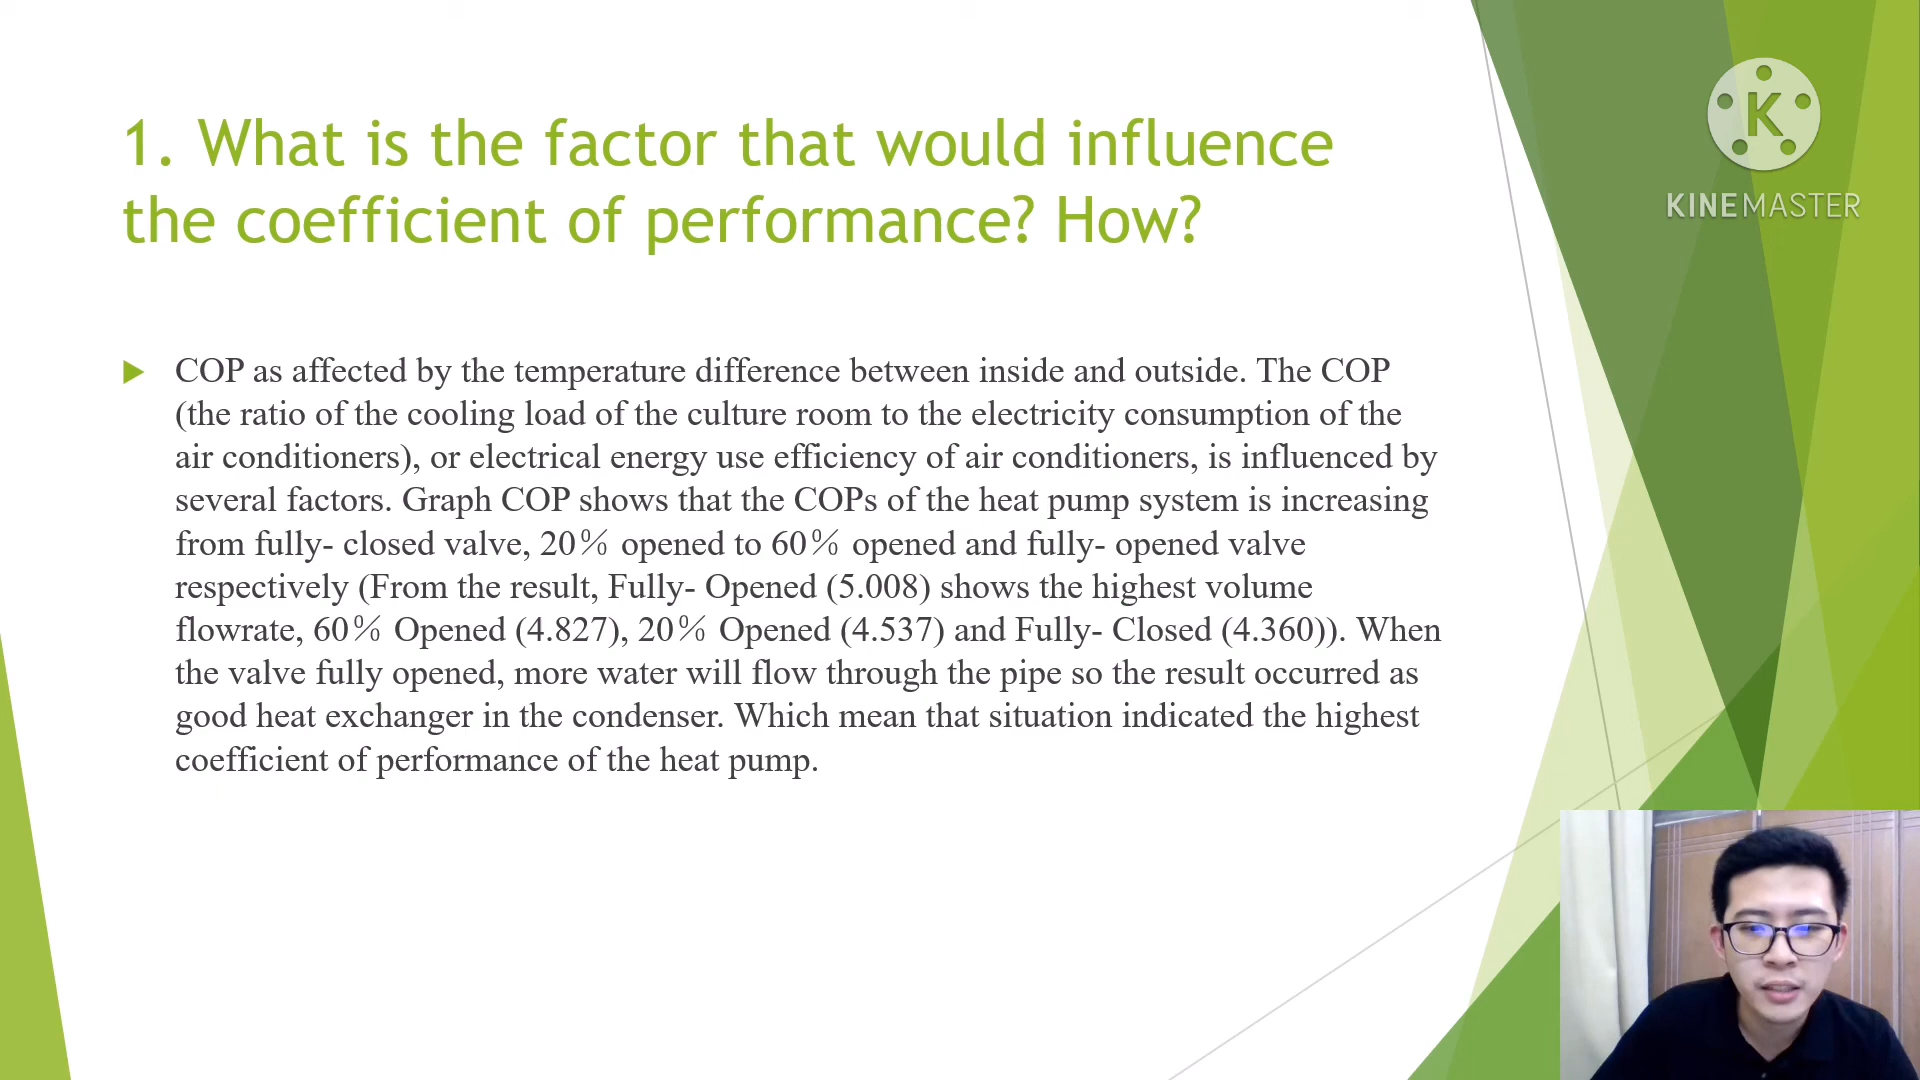 1. What is the factor that would influence
the coefficient of performance? How?
K
KINEMASTER
COP as affected by the temperature difference between inside and outside. The COP
(the ratio of the cooling load of the culture room to the electricity consumption of the
air conditioners), or electrical energy use efficiency of air conditioners, is influenced by
several factors. Graph COP shows that the COPs of the heat pump system is increasing
from fully- closed valve, 20% opened to 60% opened and fully- opened valve
respectively (From the result, Fully- Opened (5.008) shows the highest volume
flowrate, 60% Opened (4.827), 20% Opened (4.537) and Fully- Closed (4.360)). When
the valve fully opened, more water will flow through the pipe so the result occurred as
good heat exchanger in the condenser. Which mean that situation indicated the highest
coefficient of performance of the heat pump.